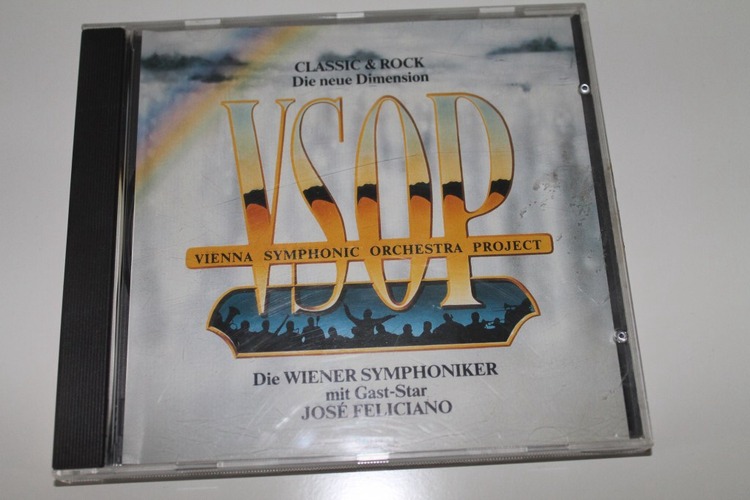 CLASSIC & ROCK
Die neue Dimension
VSOP
VIENNA SYMPHONIC ORCHESTRA PROJECT
Die WIENER SYMPHONIKER
mit Gast-Star
JOSÉ FELICIANO